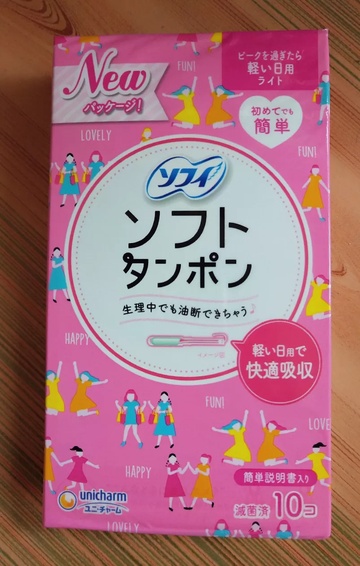 New
パッケージ!
ピークを過ぎたら
軽い日用
ライト
FUN!
初めてでも
簡単
LOVELY
FUN!
ソフィ
ソフト
タンポン
生理中でも油断できちゃう♪
イメージ図
HAPPY
軽い日用で
快適吸収
FUN!
LOVE
HAPPY
簡単説明書入り
unicharm
ユニ・チャーム
滅菌済 10コ
LOVELY
FUN!